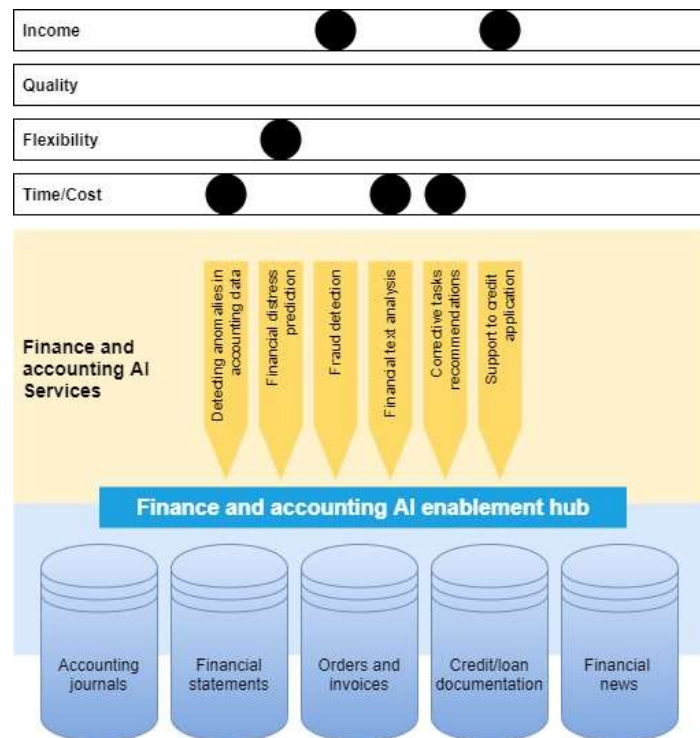 Income
Quality
Flexibility
Time/Cost
Finance and
accounting AI
Services
Deteding anomalies in
accounting data
Financial distress
prediction
Fraud detection
Financial text analysis
Corrective tasks
recommendations
Support to credit
application
Finance and accounting AI enablement hub
Accounting
journals
Financial
statements
Orders and
invoices
Credit/loan
documentation
Financial
news